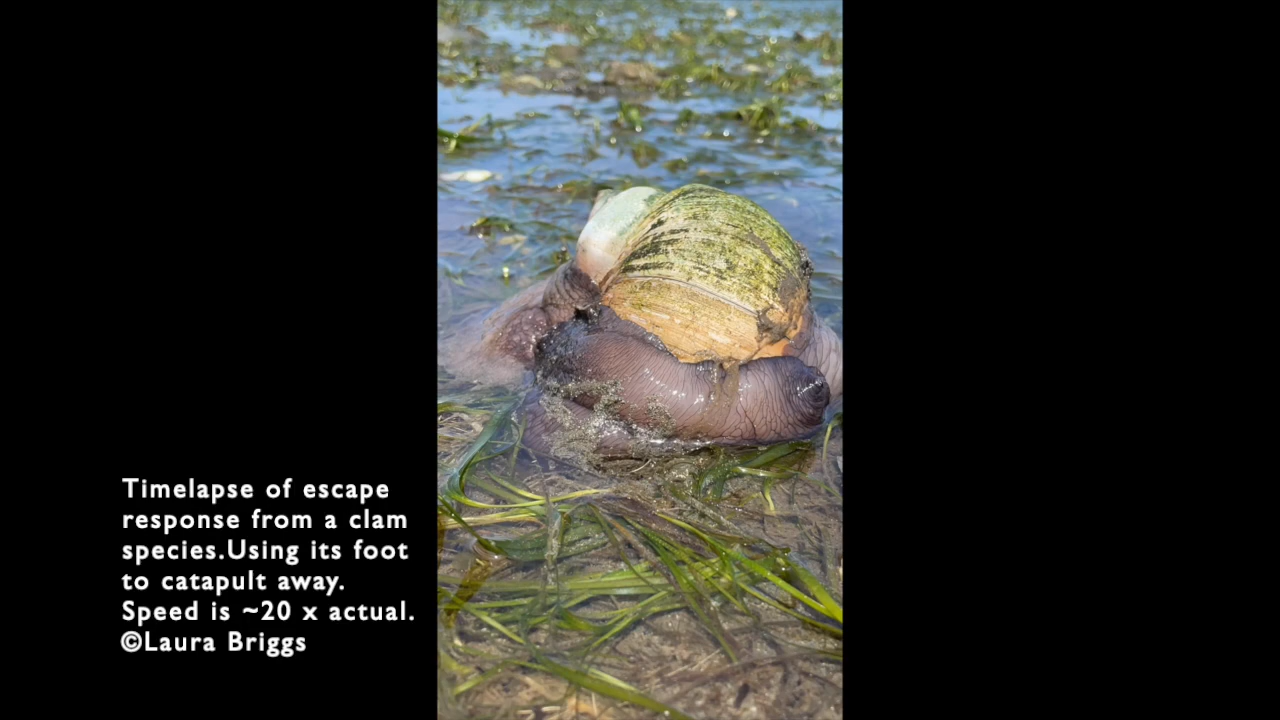 Timelapse of escape
response from a clam
species.Using its foot
to catapult away.
Speed is ~20 x actual.
©Laura Briggs